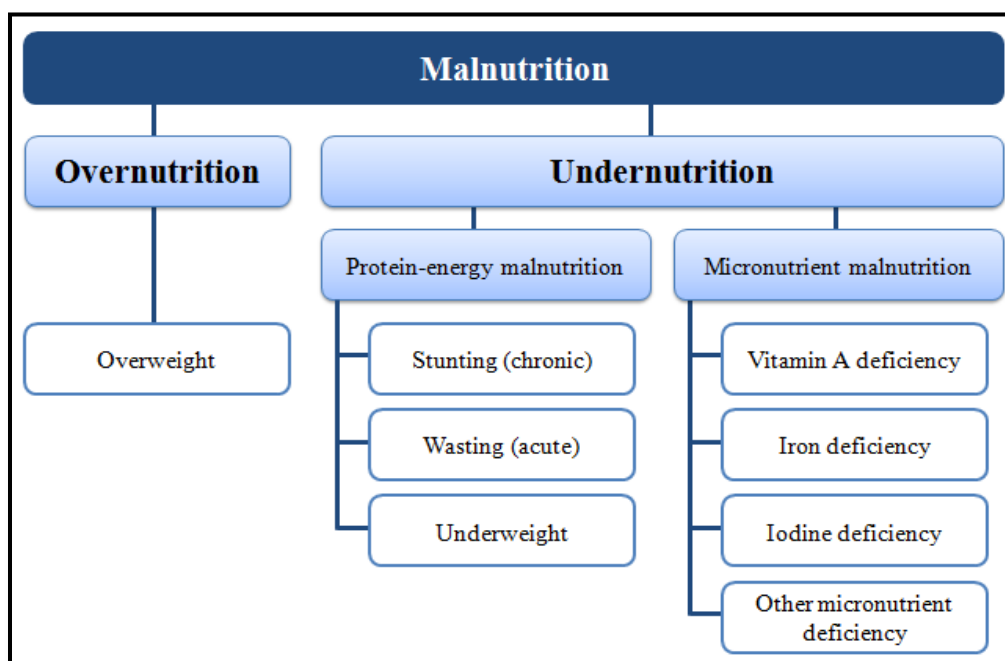 Malnutrition
Overnutrition
Undernutrition
Protein-energy malnutrition
Micronutrient malnutrition
Overweight
Stunting (chronic)
Vitamin A deficiency
Wasting (acute)
Iron deficiency
Underweight
Iodine deficiency
Other micronutrient
deficiency